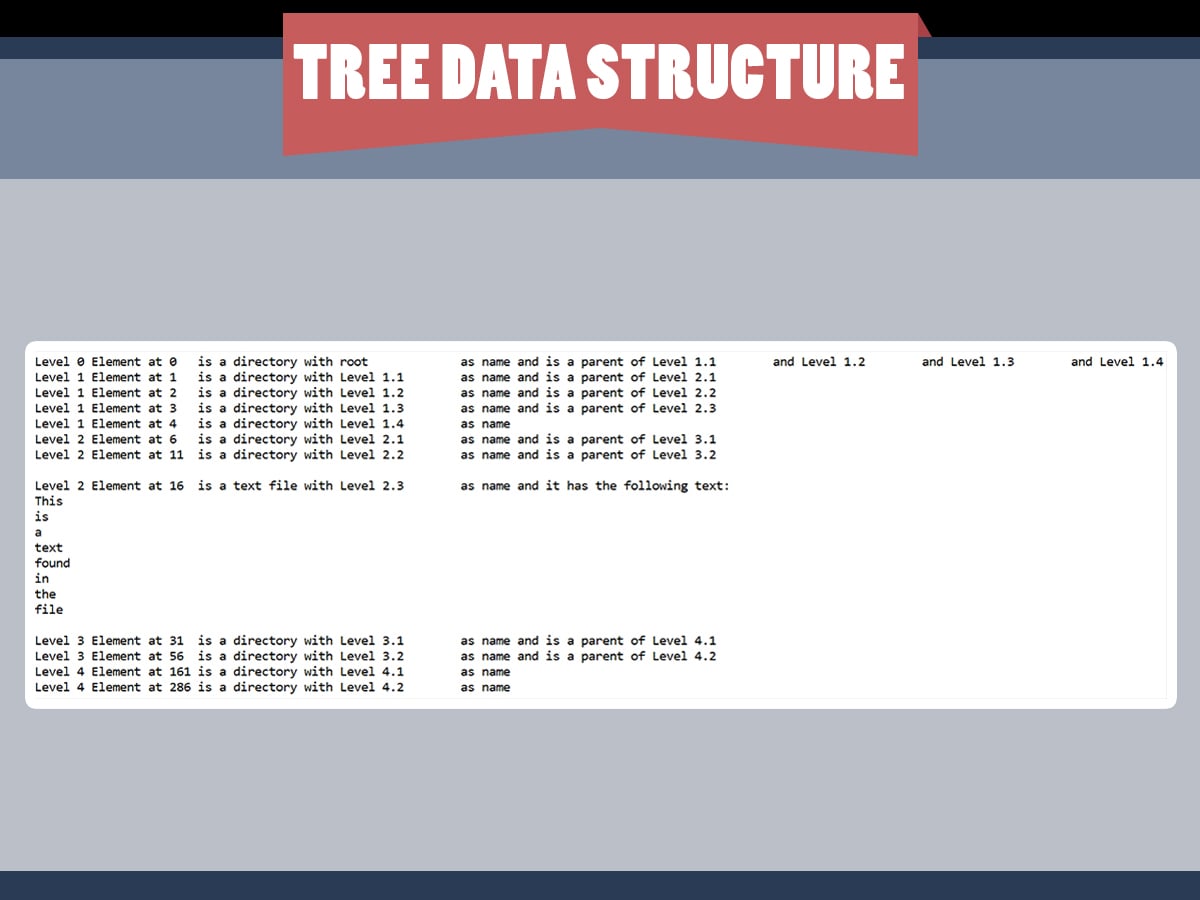 TREE DATA STRUCTURE
Level 0 Element at 0 is a directory with root as name and is a parent of Level 1.1 and Level 1.2 and Level 1.3 and Level 1.4
Level 1 Element at 1 is a directory with Level 1.1 as name and is a parent of Level 2.1
Level 1 Element at 2 is a directory with Level 1.2 as name and is a parent of Level 2.2
Level 1 Element at 3 is a directory with Level 1.3 as name and is a parent of Level 2.3
Level 1 Element at 4 is a directory with Level 1.4 as name
Level 2 Element at 6 is a directory with Level 2.1 as name and is a parent of Level 3.1
Level 2 Element at 11 is a directory with Level 2.2 as name and is a parent of Level 3.2
Level 2 Element at 16 is a text file with Level 2.3 as name and it has the following text:
This
is
a
text
found
in
the
file
Level 3 Element at 31 is a directory with Level 3.1 as name and is a parent of Level 4.1
Level 3 Element at 56 is a directory with Level 3.2 as name and is a parent of Level 4.2
Level 4 Element at 161 is a directory with Level 4.1 as name
Level 4 Element at 286 is a directory with Level 4.2 as name